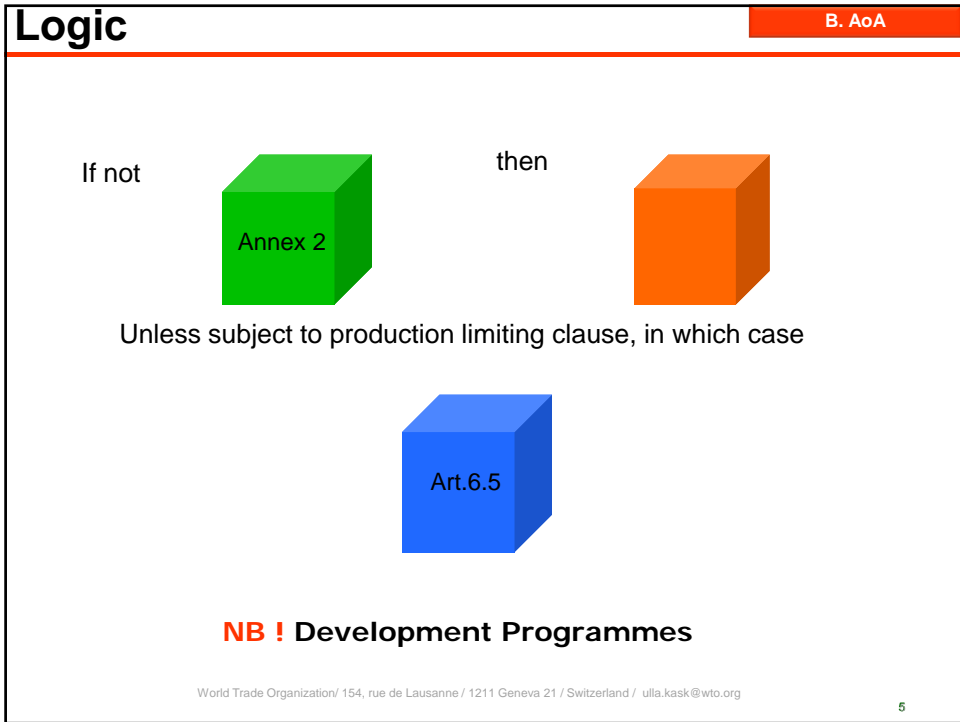 Logic
B. AoA
If not
then
Annex 2
Unless subject to production limiting clause, in which case
Art.6.5
NB ! Development Programmes
World Trade Organization/ 154, rue de Lausanne / 1211 Geneva 21 / Switzerland / ulla.kask@wto.org
5